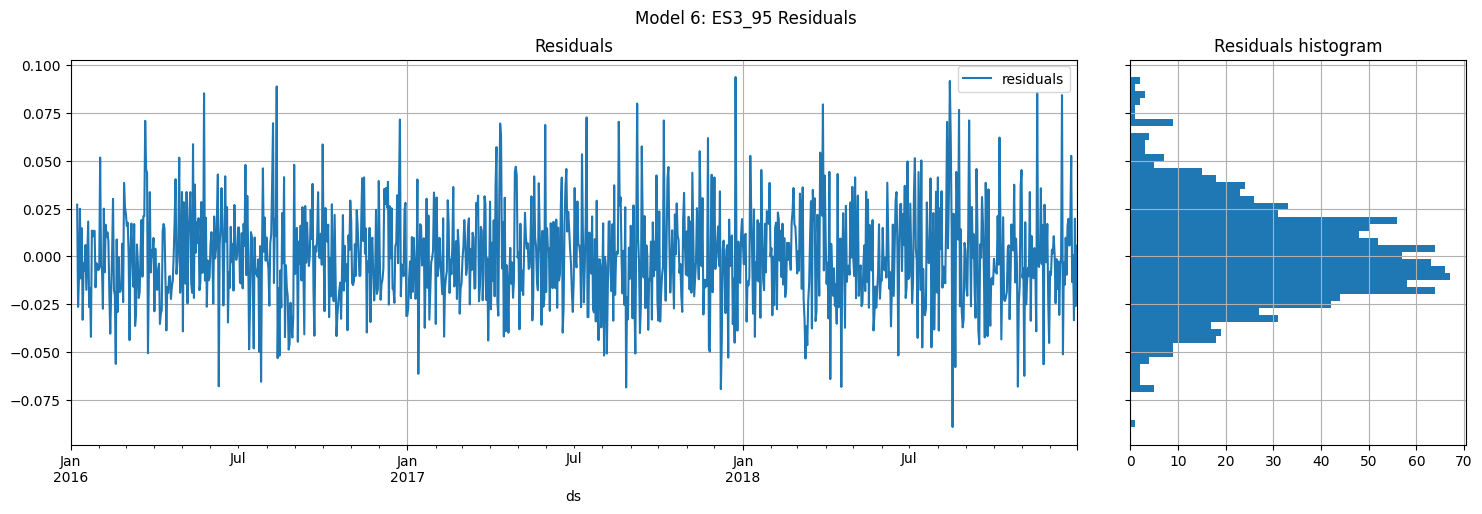 Model 6: ES3_95 Residuals
Residuals
Residuals histogram
residuals
0.100
0.075
0.050
0.025
0.000
−0.025
−0.050
−0.075
Jan
2016
Jul
Jan
2017
Jul
Jan
2018
Jul
ds
0 10 20 30 40 50 60 70